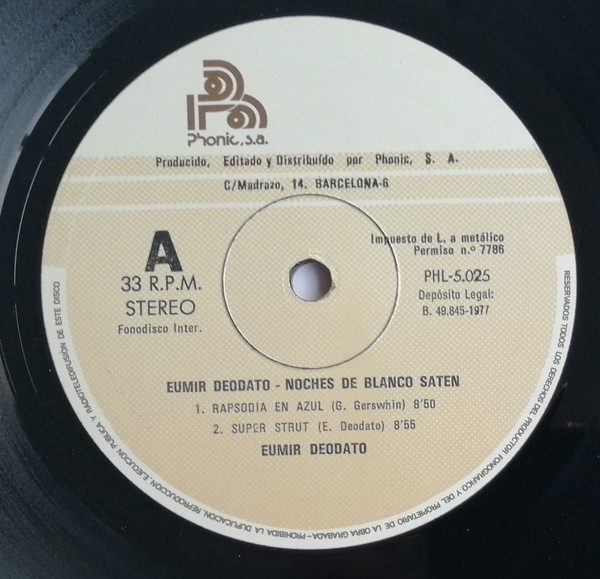 Phonic, s.a.
Producido, Editado y Distribuído por Phonic, S. A.
C/Madrazo, 14. BARCELONA-6
A
33 R.P.M.
STEREO
Fonodisco Inter.
Impuesto de L. a metálico
Permiso n.º 7786
PHL-5.025
Depósito Legal:
B. 49.845-1977
EUMIR DEODATO - NOCHES DE BLANCO SATEN
1. RAPSODIA EN AZUL (G. Gerswhin) 8'50
2. SUPER STRUT (E. Deodato) 8'55
EUMIR DEODATO
RESERVADOS TODOS LOS DERECHOS DEL PRODUCTOR FONOGRAFICO Y DEL PROPIETARIO DE LA OBRA GRABADA-PROHIBIDA LA DUPLICACION, REPRODUCCION, EJECUCION PUBLICA Y RADIOTELEDIFUSION DE ESTE DISCO